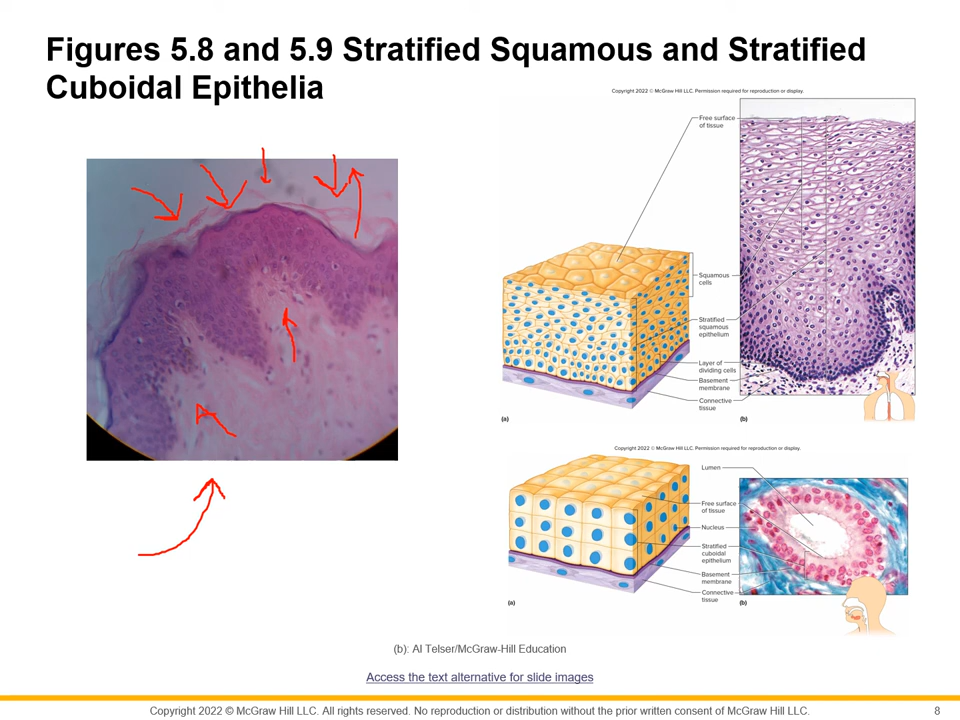 Figures 5.8 and 5.9 Stratified Squamous and Stratified
Cuboidal Epithelia
Copyright 2022 © McGraw Hill LLC. Permission required for reproduction or display.
Free surface
of tissue
Squamous
cells
Stratified
squamous
epithelium
Layer of
dividing cells
Basement
membrane
Connective
tissue
(a)
(b)
Copyright 2022 © McGraw Hill LLC. Permission required for reproduction or display.
Lumen
Free surface
of tissue
Nucleus
Stratified
cuboidal
epithelium
Basement
membrane
Connective
tissue
(a)
(b)
(b): Al Telser/McGraw-Hill Education
Access the text alternative for slide images
Copyright 2022 © McGraw Hill LLC. All rights reserved. No reproduction or distribution without the prior written consent of McGraw Hill LLC.
8